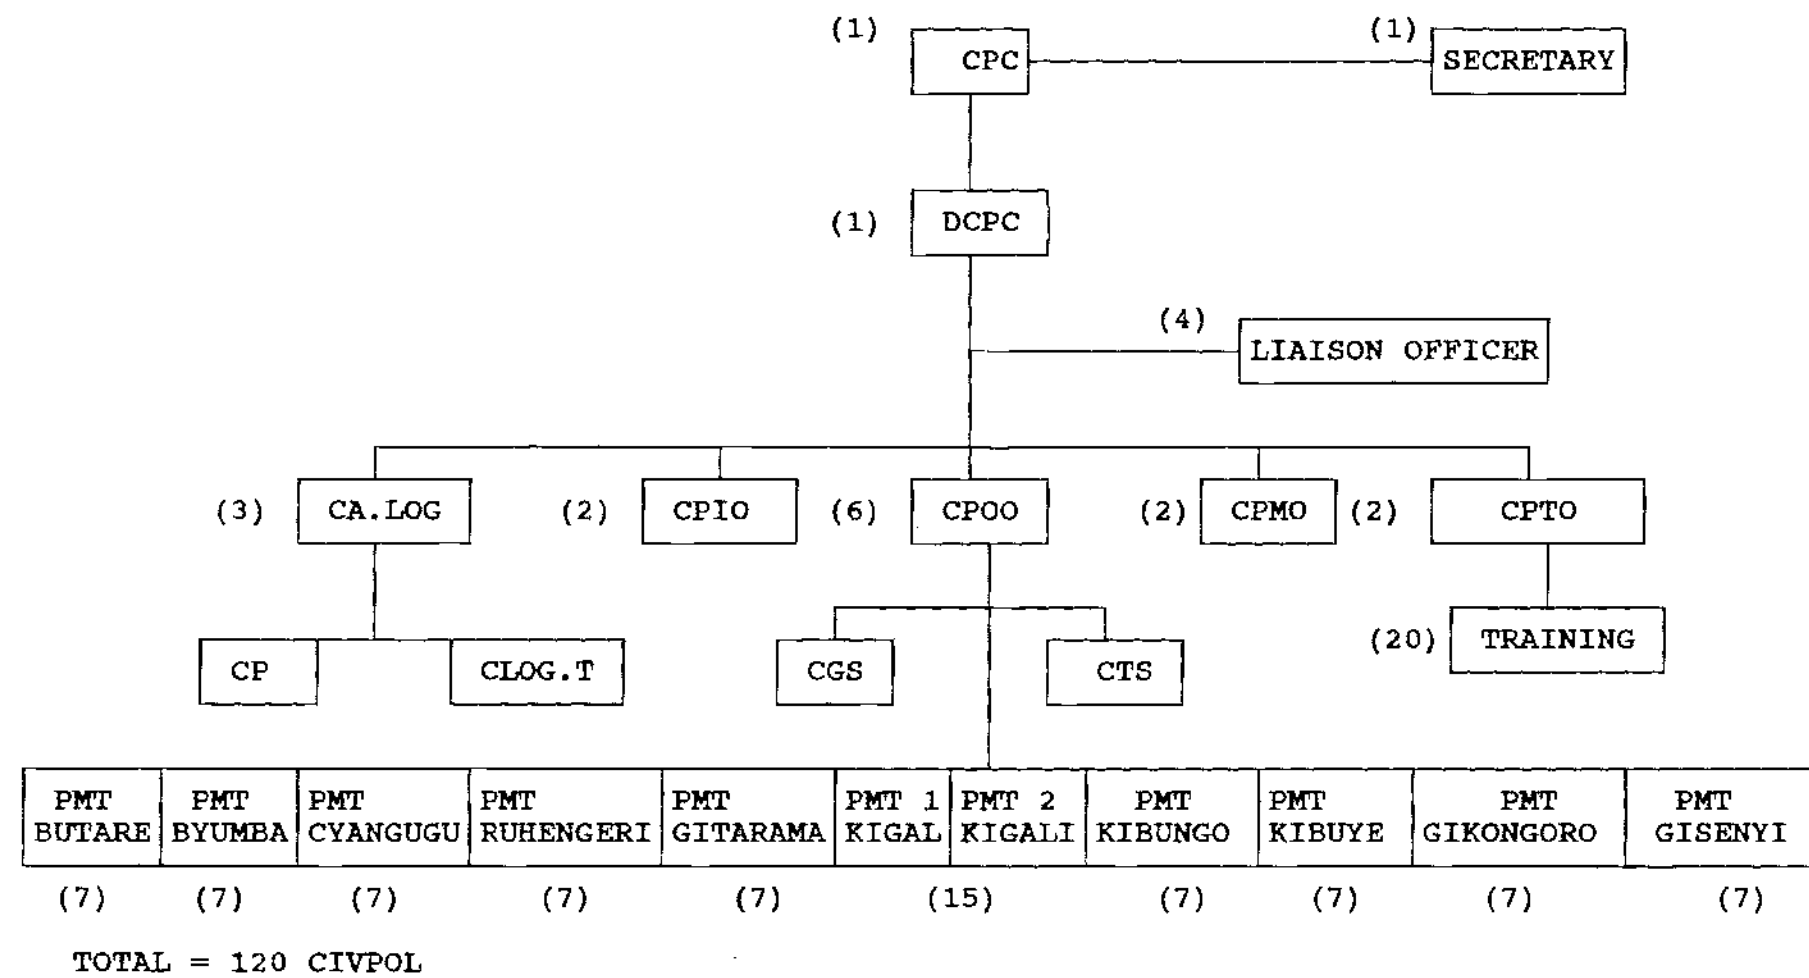 (1) CPC (1) SECRETARY
(1) DCPC
(4) LIAISON OFFICER
(3) CA.LOG (2) CPIO (6) CPOO (2) CPMO (2) CPTO
CP CLOG.T CGS CTS (20) TRAINING
PMT PMT PMT PMT PMT PMT 1 PMT 2 PMT PMT PMT PMT
BUTARE BYUMBA CYANGUGU RUHENGERI GITARAMA KIGAL KIGALI KIBUNGO KIBUYE GIKONGORO GISENYI
(7) (7) (7) (7) (7) (15) (7) (7) (7) (7)
TOTAL = 120 CIVPOL